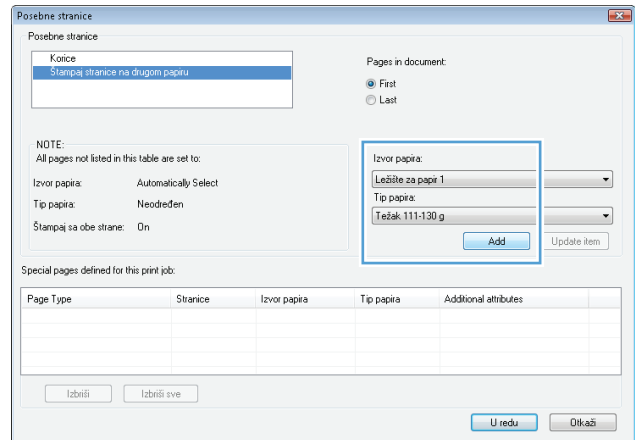 Posebne stranice
Posebne stranice
Korice
Štampaj stranice na drugom papiru
Pages in document:
First
Last
NOTE:
All pages not listed in this table are set to:
Izvor papira: Automatically Select
Tip papira: Neodređen
Štampaj sa obe strane: On
Izvor papira:
Ležište za papir 1
Tip papira:
Težak 111-130 g
Add Update item
Special pages defined for this print job:
Page Type Stranice Izvor papira Tip papira Additional attributes
Izbriši Izbriši sve
U redu Otkaži